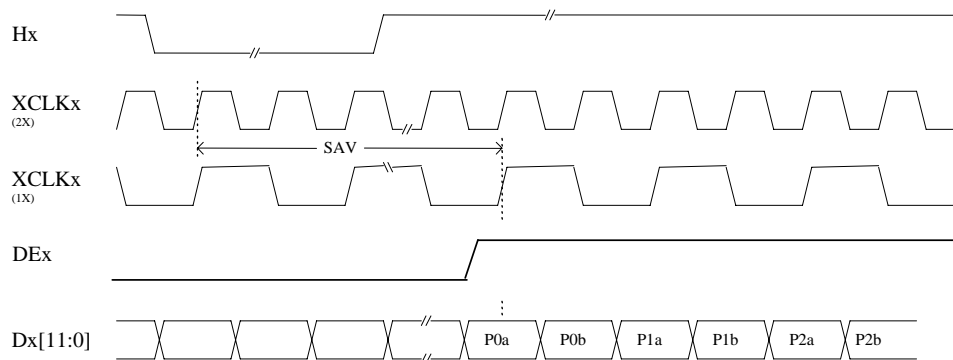 Hx
XCLKx
(2X)
SAV
XCLKx
(1X)
DEx
Dx[11:0]
P0a P0b P1a P1b P2a P2b